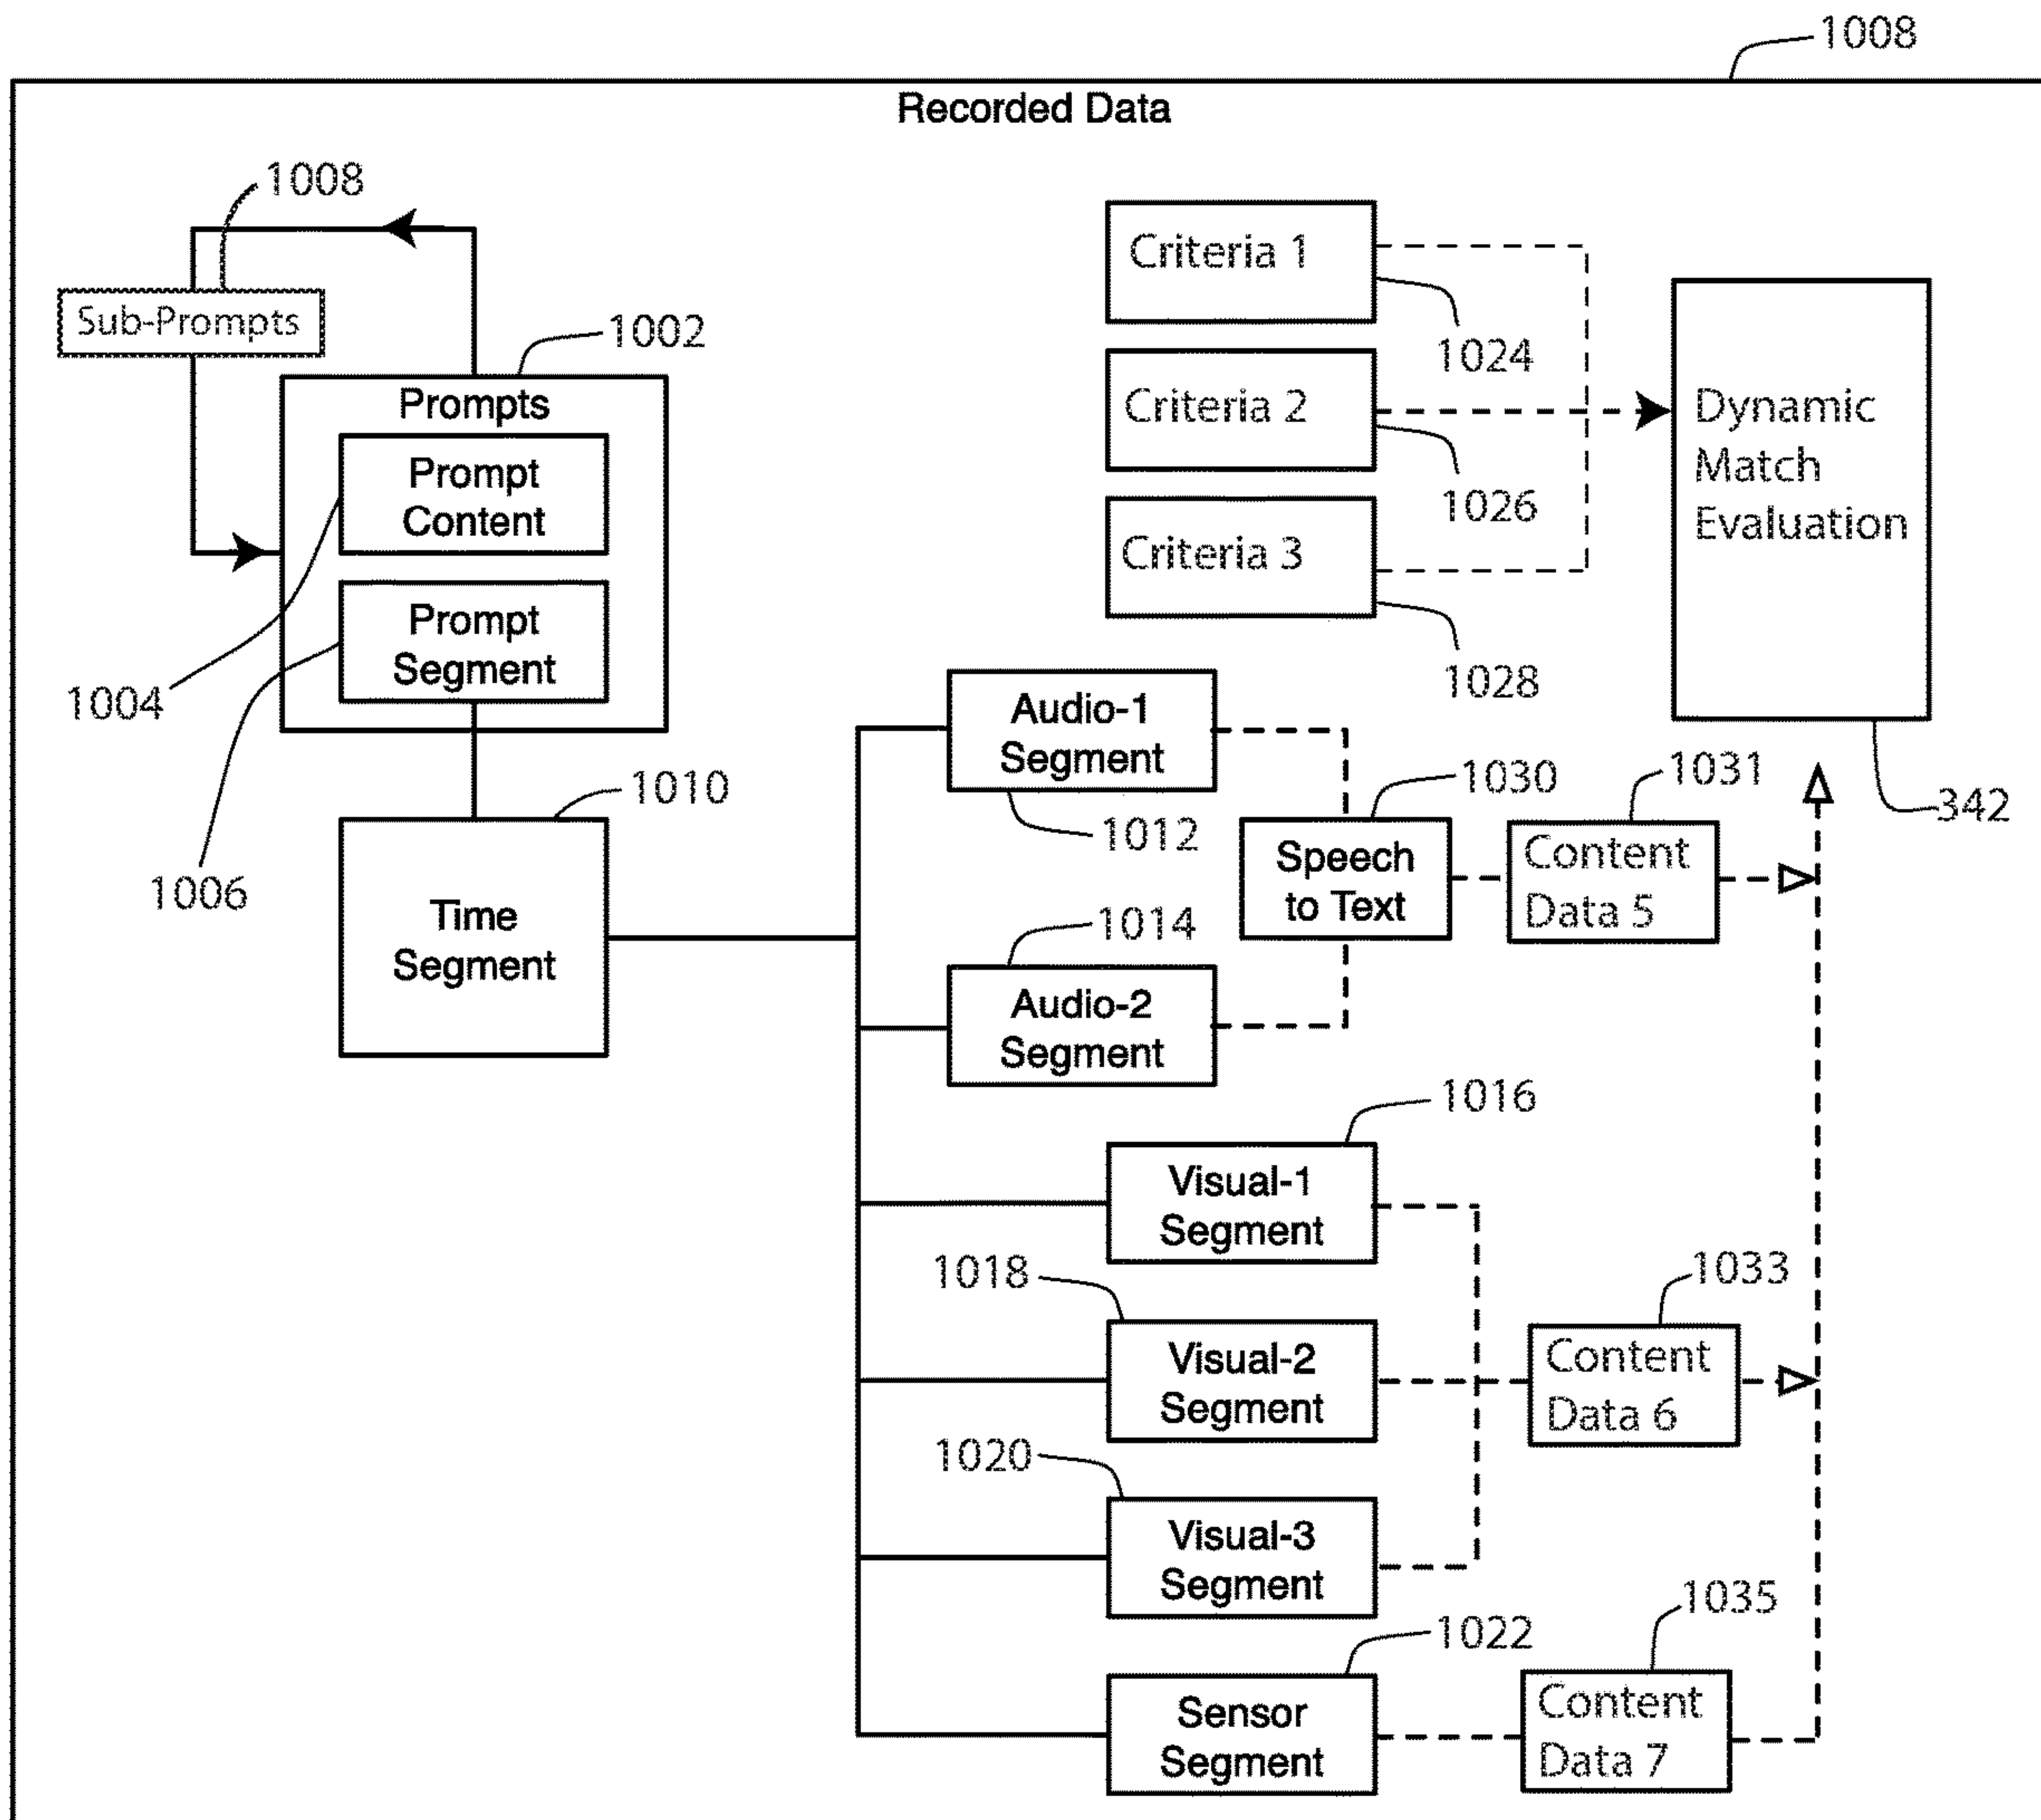 1008
Recorded Data
1008
Sub-Prompts
1002
Prompts
Prompt
Content
Prompt
Segment
1004
1006
1010
Time
Segment
Criteria 1
1024
Criteria 2
1026
Criteria 3
1028
Dynamic
Match
Evaluation
342
Audio-1
Segment
1012
1030
Speech
to Text
1031
Content
Data 5
1014
Audio-2
Segment
1016
Visual-1
Segment
1018
Visual-2
Segment
1033
Content
Data 6
1020
Visual-3
Segment
1022
Sensor
Segment
1035
Content
Data 7